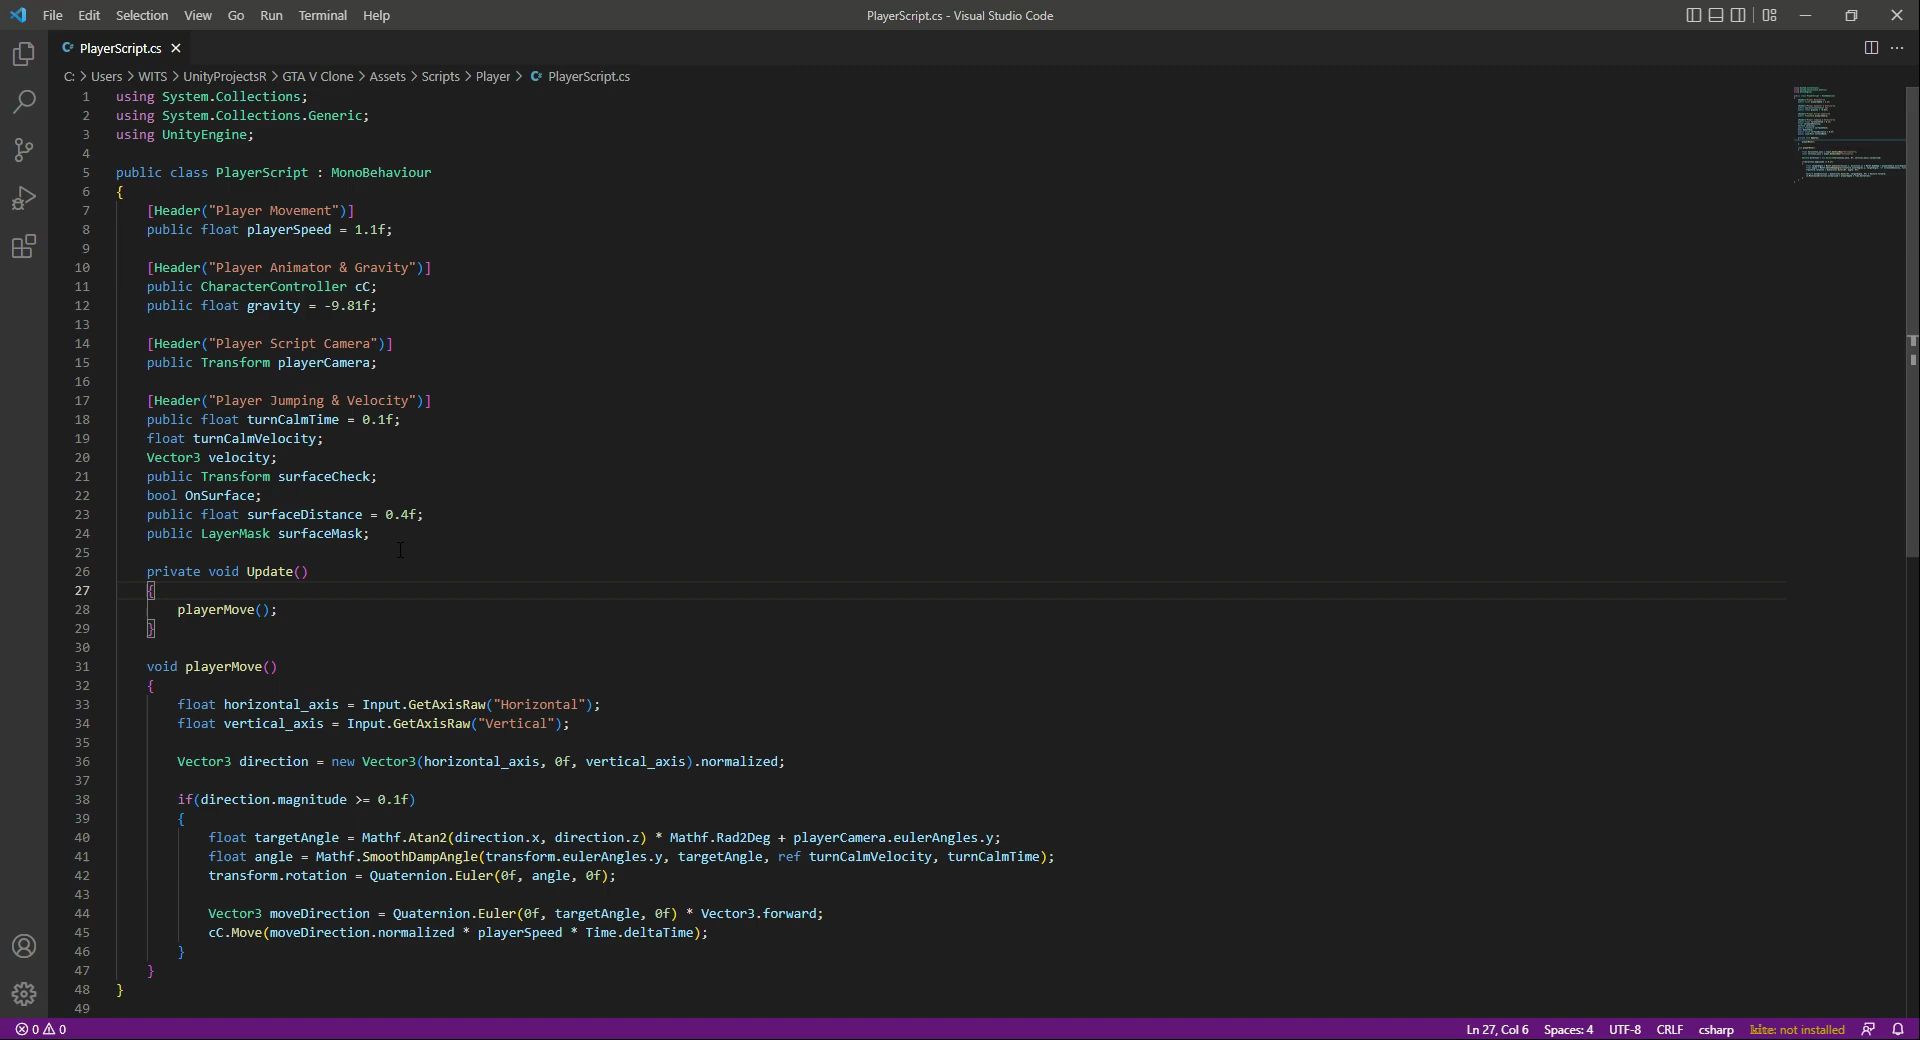 File Edit Selection View Go Run Terminal Help PlayerScript.cs - Visual Studio Code
C# PlayerScript.cs
C: > Users > WITS > UnityProjectsR > GTA V Clone > Assets > Scripts > Player > C# PlayerScript.cs
1 using System.Collections;
2 using System.Collections.Generic;
3 using UnityEngine;
4
5 public class PlayerScript : MonoBehaviour
6 {
7 [Header("Player Movement")]
8 public float playerSpeed = 1.1f;
9
10 [Header("Player Animator & Gravity")]
11 public CharacterController cC;
12 public float gravity = -9.81f;
13
14 [Header("Player Script Camera")]
15 public Transform playerCamera;
16
17 [Header("Player Jumping & Velocity")]
18 public float turnCalmTime = 0.1f;
19 float turnCalmVelocity;
20 Vector3 velocity;
21 public Transform surfaceCheck;
22 bool OnSurface;
23 public float surfaceDistance = 0.4f;
24 public LayerMask surfaceMask;
25
26 private void Update()
27 {
28 playerMove();
29 }
30
31 void playerMove()
32 {
33 float horizontal_axis = Input.GetAxisRaw("Horizontal");
34 float vertical_axis = Input.GetAxisRaw("Vertical");
35
36 Vector3 direction = new Vector3(horizontal_axis, 0f, vertical_axis).normalized;
37
38 if(direction.magnitude >= 0.1f)
39 {
40 float targetAngle = Mathf.Atan2(direction.x, direction.z) * Mathf.Rad2Deg + playerCamera.eulerAngles.y;
41 float angle = Mathf.SmoothDampAngle(transform.eulerAngles.y, targetAngle, ref turnCalmVelocity, turnCalmTime);
42 transform.rotation = Quaternion.Euler(0f, angle, 0f);
43
44 Vector3 moveDirection = Quaternion.Euler(0f, targetAngle, 0f) * Vector3.forward;
45 cC.Move(moveDirection.normalized * playerSpeed * Time.deltaTime);
46 }
47 }
48 }
49
0 0 Ln 27, Col 6 Spaces: 4 UTF-8 CRLF csharp kite: not installed